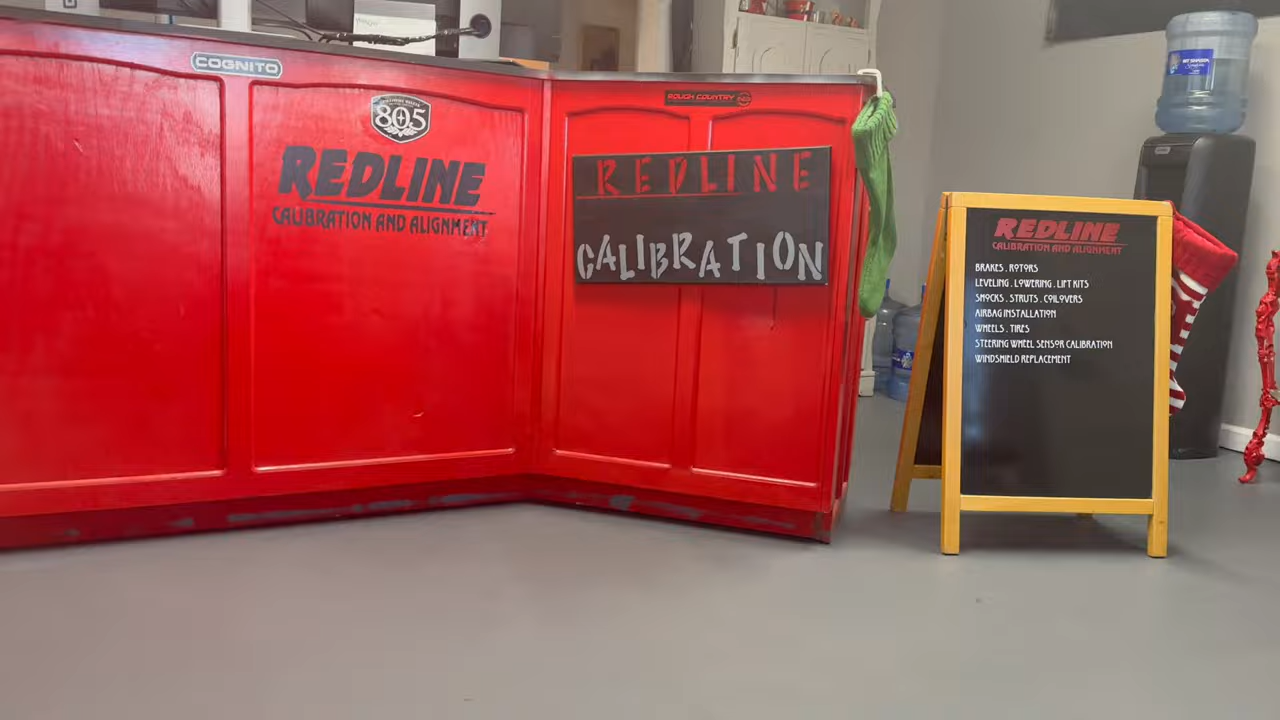 COGNITO
805
REDLINE
CALIBRATION AND ALIGNMENT
ROUGH COUNTRY
REDLINE
CALIBRATION
REDLINE
CALIBRATION AND ALIGNMENT
BRAKES . ROTORS
LEVELING . LOWERING . LIFT KITS
SHOCKS . STRUTS . COILOVERS
AIRBAG INSTALLATION
WHEELS . TIRES
STEERING WHEEL SENSOR CALIBRATION
WINDSHIELD REPLACEMENT